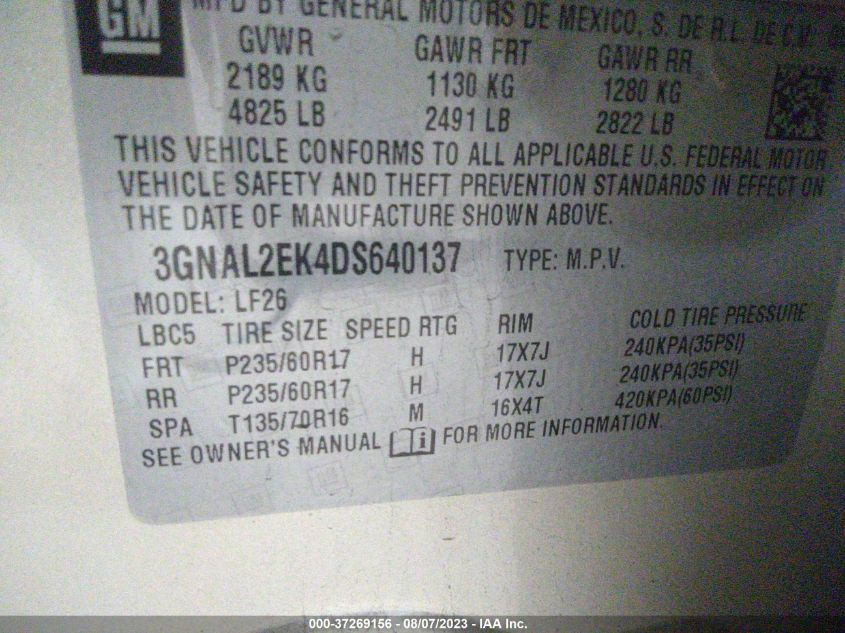 GM
MFD BY GENERAL MOTORS DE MEXICO, S. DE R.L. DE C.V.
GVWR GAWR FRT GAWR RR
2189 KG 1130 KG 1280 KG
4825 LB 2491 LB 2822 LB
THIS VEHICLE CONFORMS TO ALL APPLICABLE U.S. FEDERAL MOTOR
VEHICLE SAFETY AND THEFT PREVENTION STANDARDS IN EFFECT ON
THE DATE OF MANUFACTURE SHOWN ABOVE.
3GNAL2EK4DS640137 TYPE: M.P.V.
MODEL: LF26
LBC5 TIRE SIZE SPEED RTG RIM COLD TIRE PRESSURE
FRT P235/60R17 H 17X7J 240KPA(35PSI)
RR P235/60R17 H 17X7J 240KPA(35PSI)
SPA T135/70R16 M 16X4T 420KPA(60PSI)
SEE OWNER'S MANUAL FOR MORE INFORMATION.
000-37269156 - 08/07/2023 - IAA Inc.